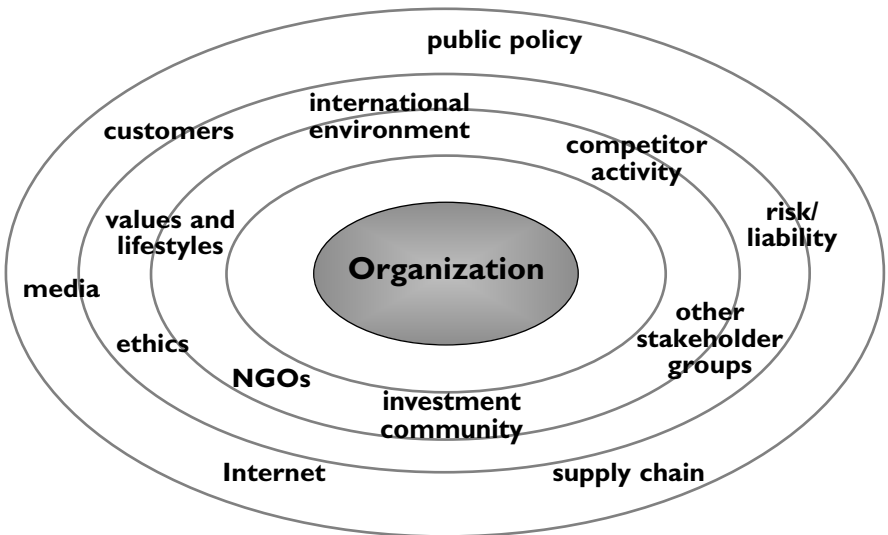 public policy
international
environment
customers
competitor
activity
values and
lifestyles
risk/
liability
Organization
media
other
stakeholder
groups
ethics
NGOs
investment
community
Internet
supply chain